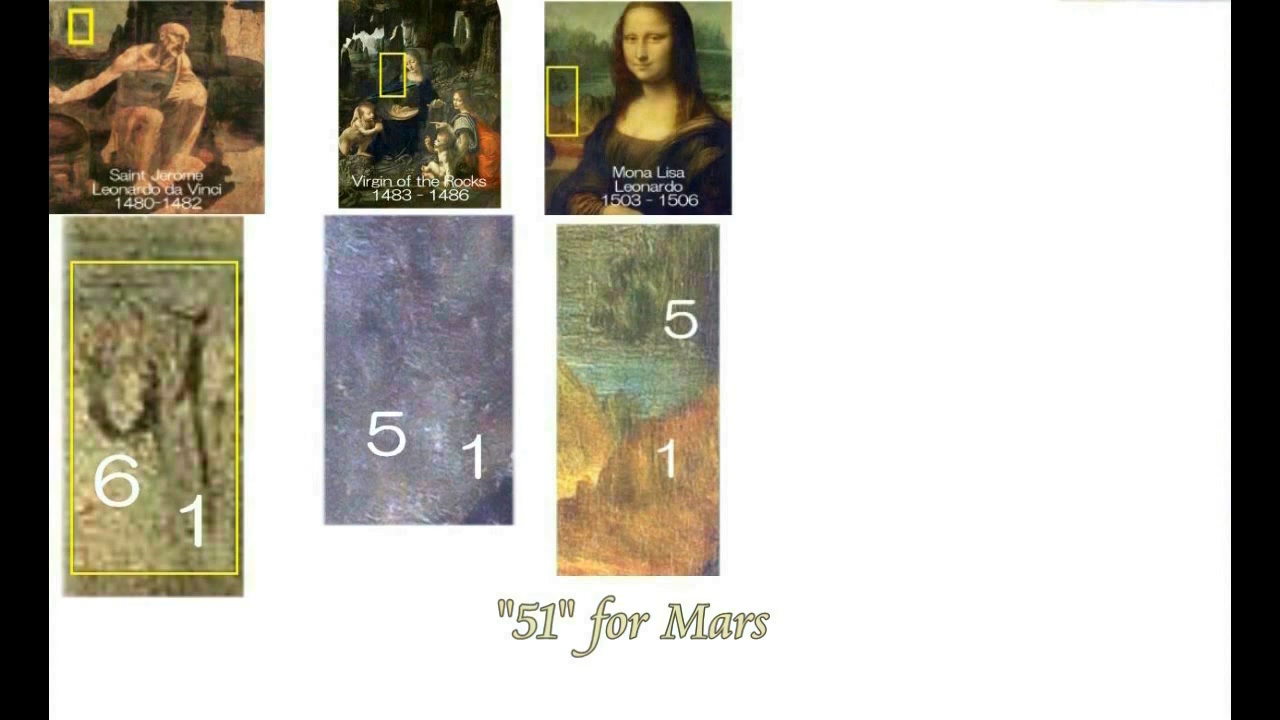 Saint Jerome
Leonardo da Vinci
1480-1482
Virgin of the Rocks
1483 - 1486
Mona Lisa
Leonardo
1503 - 1506
6
1
5
1
5
1
"51" for Mars